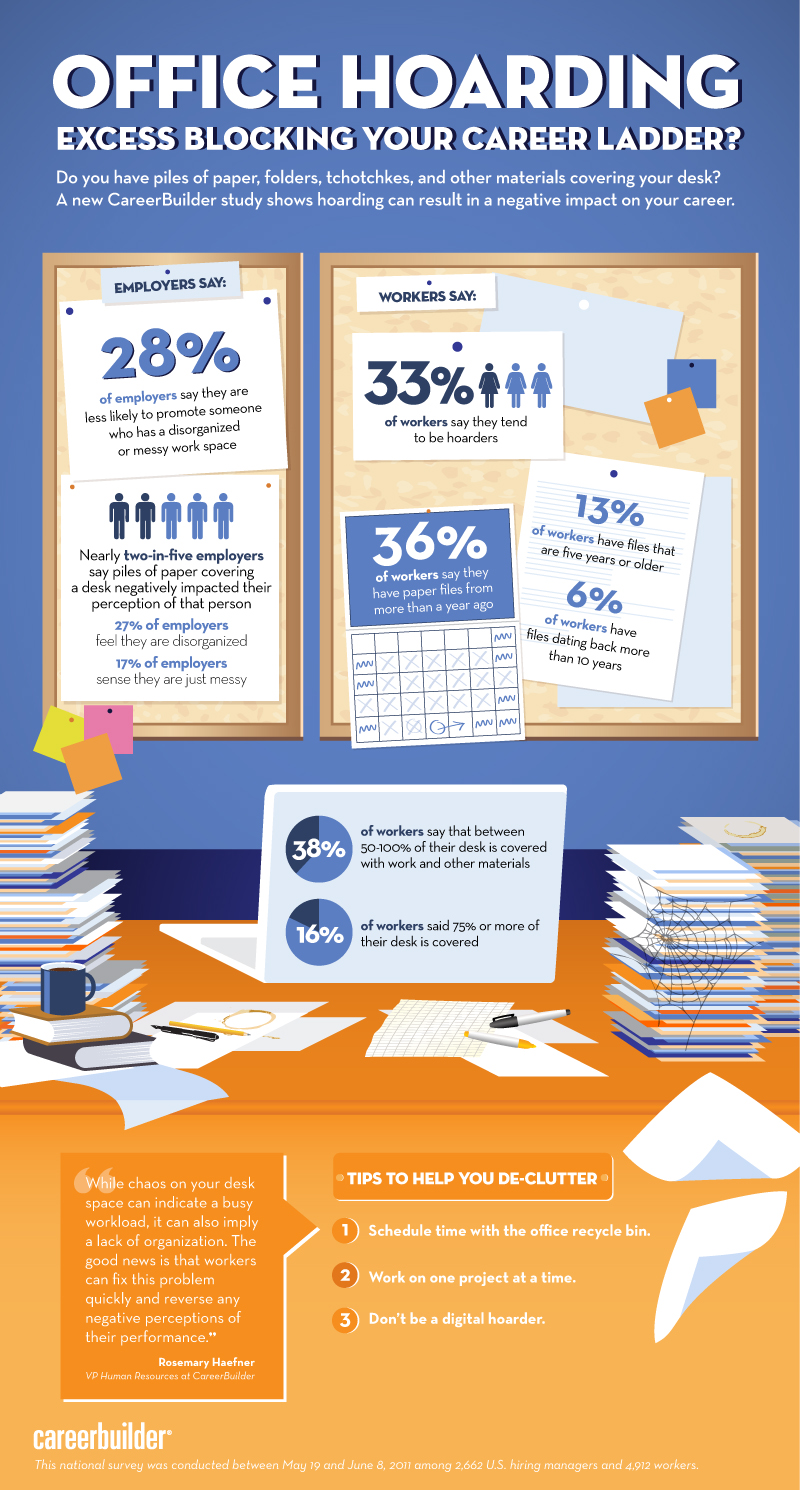 OFFICE HOARDING
EXCESS BLOCKING YOUR CAREER LADDER?
Do you have piles of paper, folders, tchotchkes, and other materials covering your desk?
A new CareerBuilder study shows hoarding can result in a negative impact on your career.
EMPLOYERS SAY:
28%
of employers say they are
less likely to promote someone
who has a disorganized
or messy work space
Nearly two-in-five employers
say piles of paper covering
a desk negatively impacted their
perception of that person
27% of employers
feel they are disorganized
17% of employers
sense they are just messy
WORKERS SAY:
33%
of workers say they tend
to be hoarders
36%
of workers say they
have paper files from
more than a year ago
13%
of workers have files that
are five years or older
6%
of workers have
files dating back more
than 10 years
38%
of workers say that between
50-100% of their desk is covered
with work and other materials
16%
of workers said 75% or more of
their desk is covered
“While chaos on your desk
space can indicate a busy
workload, it can also imply
a lack of organization. The
good news is that workers
can fix this problem
quickly and reverse any
negative perceptions of
their performance.”
Rosemary Haefner
VP Human Resources at CareerBuilder
TIPS TO HELP YOU DE-CLUTTER
1 Schedule time with the office recycle bin.
2 Work on one project at a time.
3 Don't be a digital hoarder.
careerbuilder®
This national survey was conducted between May 19 and June 8, 2011 among 2,662 U.S. hiring managers and 4,912 workers.